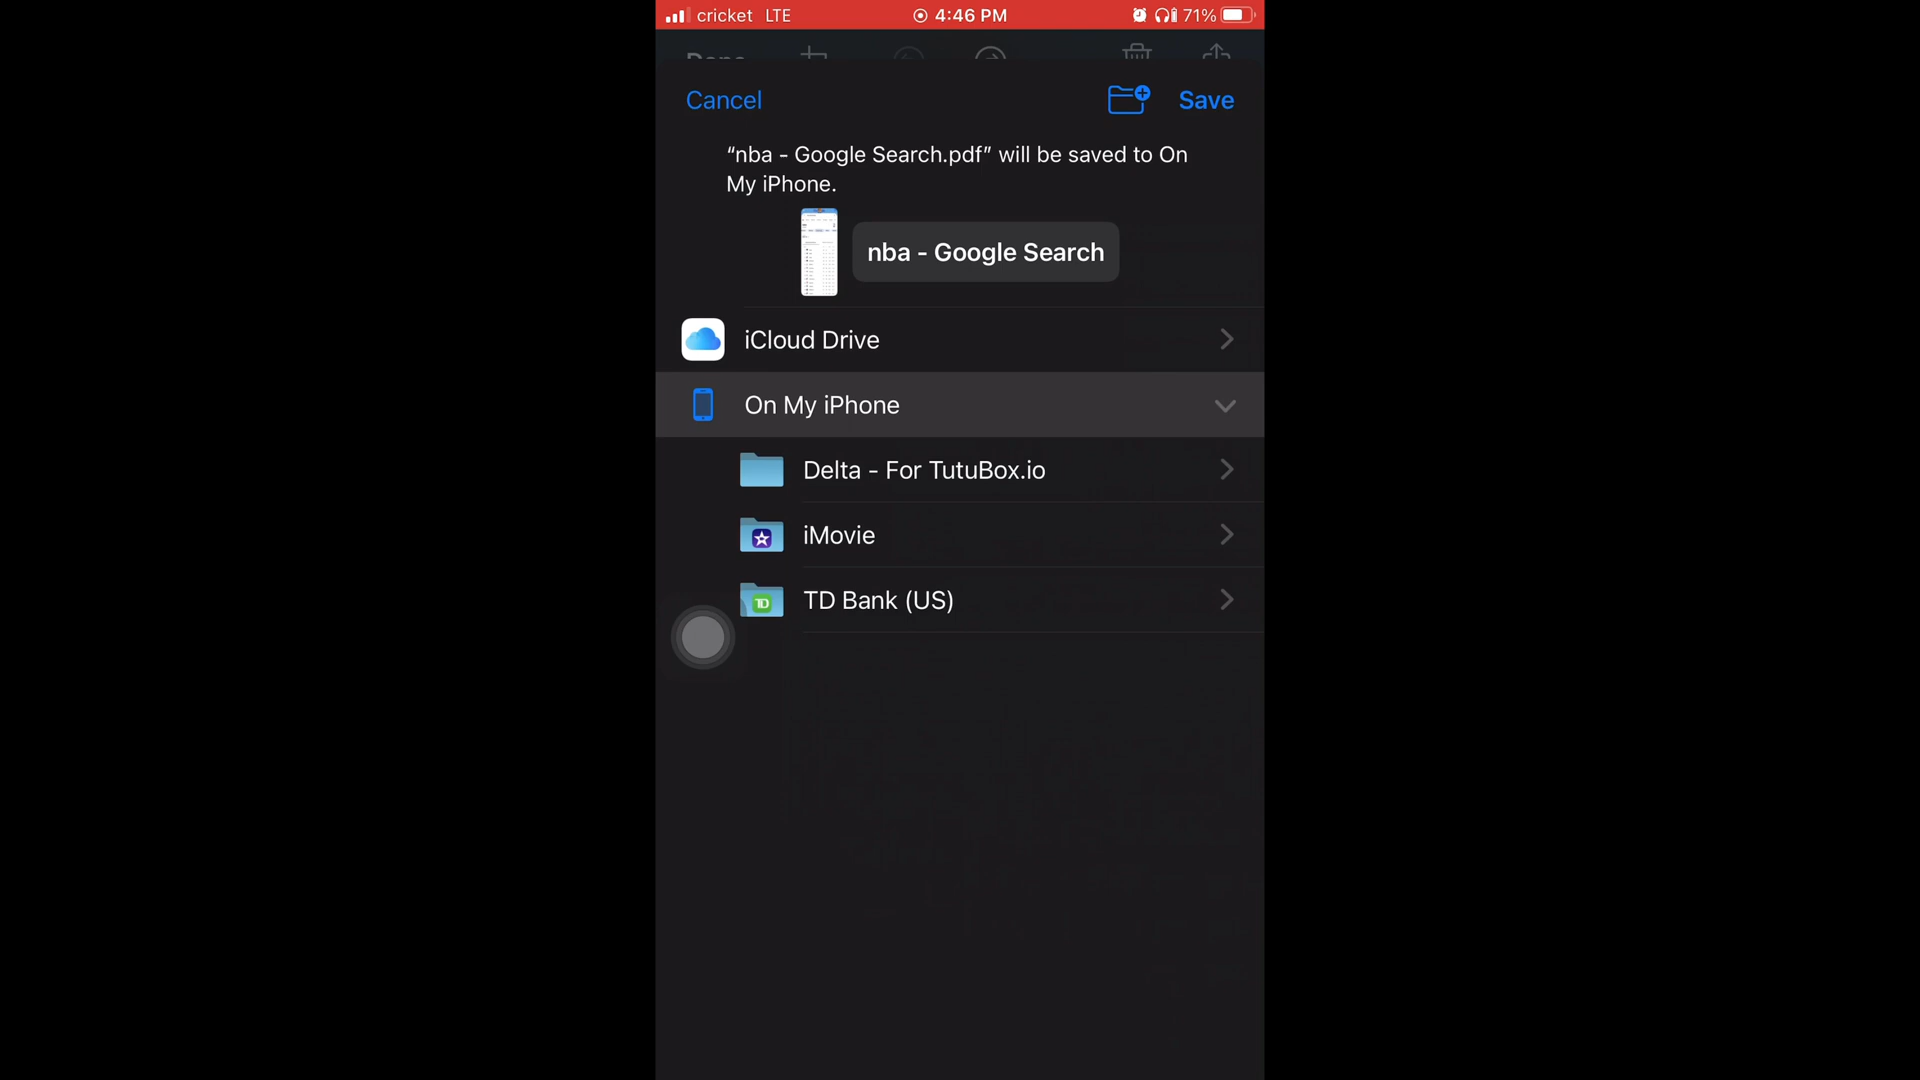 cricket LTE 4:46 PM 71%
Done
Cancel Save
“nba - Google Search.pdf” will be saved to On
My iPhone.
nba - Google Search
iCloud Drive
On My iPhone
Delta - For TutuBox.io
iMovie
TD Bank (US)